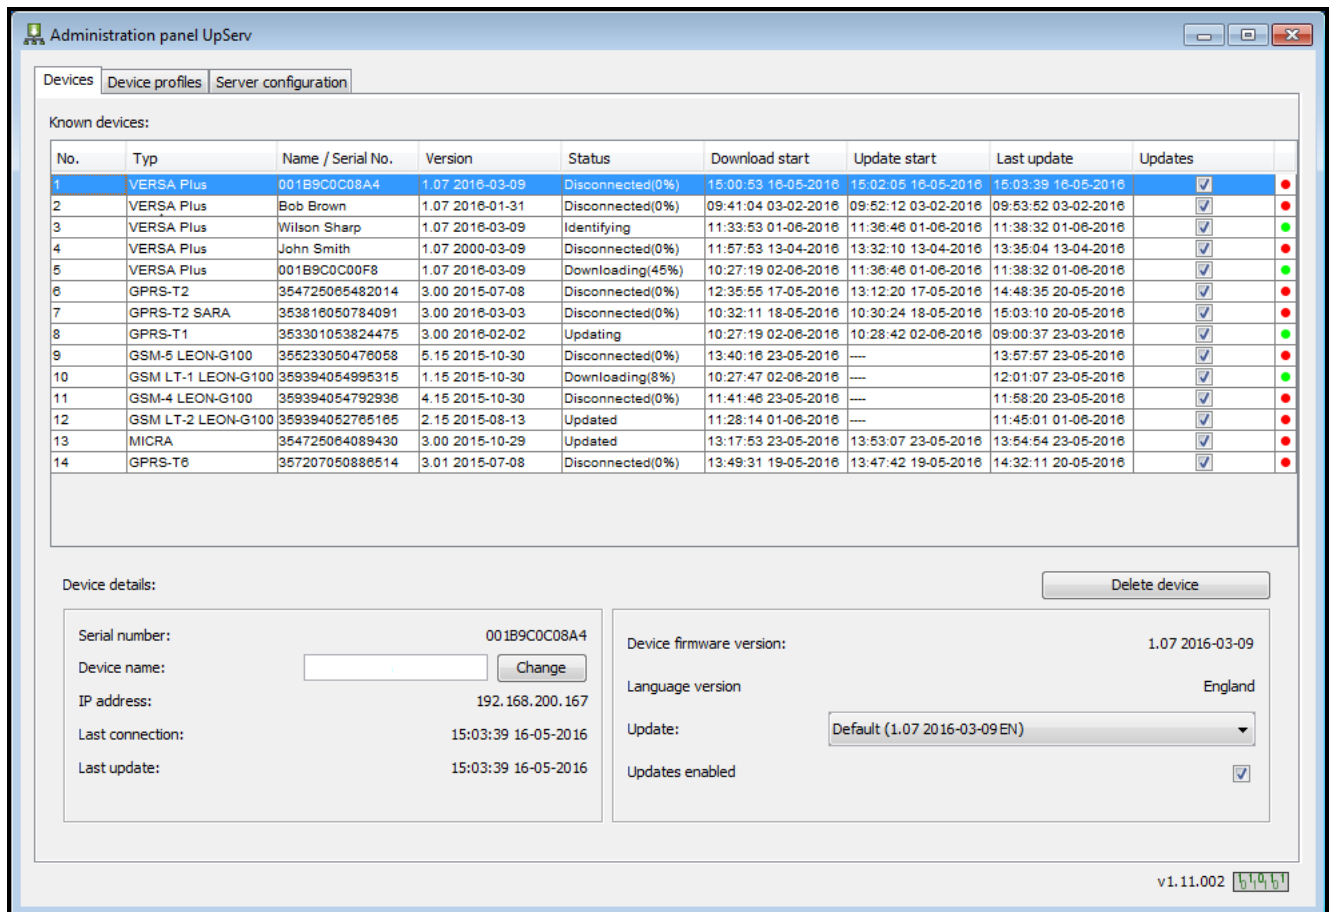 Administration panel UpServ
Devices Device profiles Server configuration
Known devices:
No. Typ Name / Serial No. Version Status Download start Update start Last update Updates
1 VERSA Plus 001B9C0C08A4 1.07 2016-03-09 Disconnected(0%) 15:00:53 16-05-2016 15:02:05 16-05-2016 15:03:39 16-05-2016
2 VERSA Plus Bob Brown 1.07 2016-01-31 Disconnected(0%) 09:41:04 03-02-2016 09:52:12 03-02-2016 09:53:52 03-02-2016
3 VERSA Plus Wilson Sharp 1.07 2016-03-09 Identifying 11:33:53 01-06-2016 11:36:46 01-06-2016 11:38:32 01-06-2016
4 VERSA Plus John Smith 1.07 2000-03-09 Disconnected(0%) 11:57:53 13-04-2016 13:32:10 13-04-2016 13:35:04 13-04-2016
5 VERSA Plus 001B9C0C00F8 1.07 2016-03-09 Downloading(45%) 10:27:19 02-06-2016 11:36:46 01-06-2016 11:38:32 01-06-2016
6 GPRS-T2 354725065482014 3.00 2015-07-08 Disconnected(0%) 12:35:55 17-05-2016 13:12:20 17-05-2016 14:48:35 20-05-2016
7 GPRS-T2 SARA 353816050784091 3.00 2016-03-03 Disconnected(0%) 10:32:11 18-05-2016 10:30:24 18-05-2016 15:03:10 20-05-2016
8 GPRS-T1 353301053824475 3.00 2016-02-02 Updating 10:27:19 02-06-2016 10:28:42 02-06-2016 09:00:37 23-03-2016
9 GSM-5 LEON-G100 355233050476058 5.15 2015-10-30 Disconnected(0%) 13:40:16 23-05-2016 ---- 13:57:57 23-05-2016
10 GSM LT-1 LEON-G100 359394054995315 1.15 2015-10-30 Downloading(8%) 10:27:47 02-06-2016 ---- 12:01:07 23-05-2016
11 GSM-4 LEON-G100 359394054792936 4.15 2015-10-30 Disconnected(0%) 11:41:46 23-05-2016 ---- 11:58:20 23-05-2016
12 GSM LT-2 LEON-G100 359394052765165 2.15 2015-08-13 Updated 11:28:14 01-06-2016 ---- 11:45:01 01-06-2016
13 MICRA 354725064089430 3.00 2015-10-29 Updated 13:17:53 23-05-2016 13:53:07 23-05-2016 13:54:54 23-05-2016
14 GPRS-T6 357207050886514 3.01 2015-07-08 Disconnected(0%) 13:49:31 19-05-2016 13:47:42 19-05-2016 14:32:11 20-05-2016
Device details:
Delete device
Serial number: 001B9C0C08A4
Device name: Change
IP address: 192.168.200.167
Last connection: 15:03:39 16-05-2016
Last update: 15:03:39 16-05-2016
Device firmware version: 1.07 2016-03-09
Language version England
Update: Default (1.07 2016-03-09 EN)
Updates enabled
v1.11.002